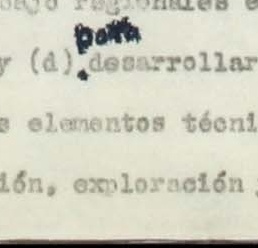 bajo regionales e
para
y (d) desarrollar
s elementos técni
ión, exploración y